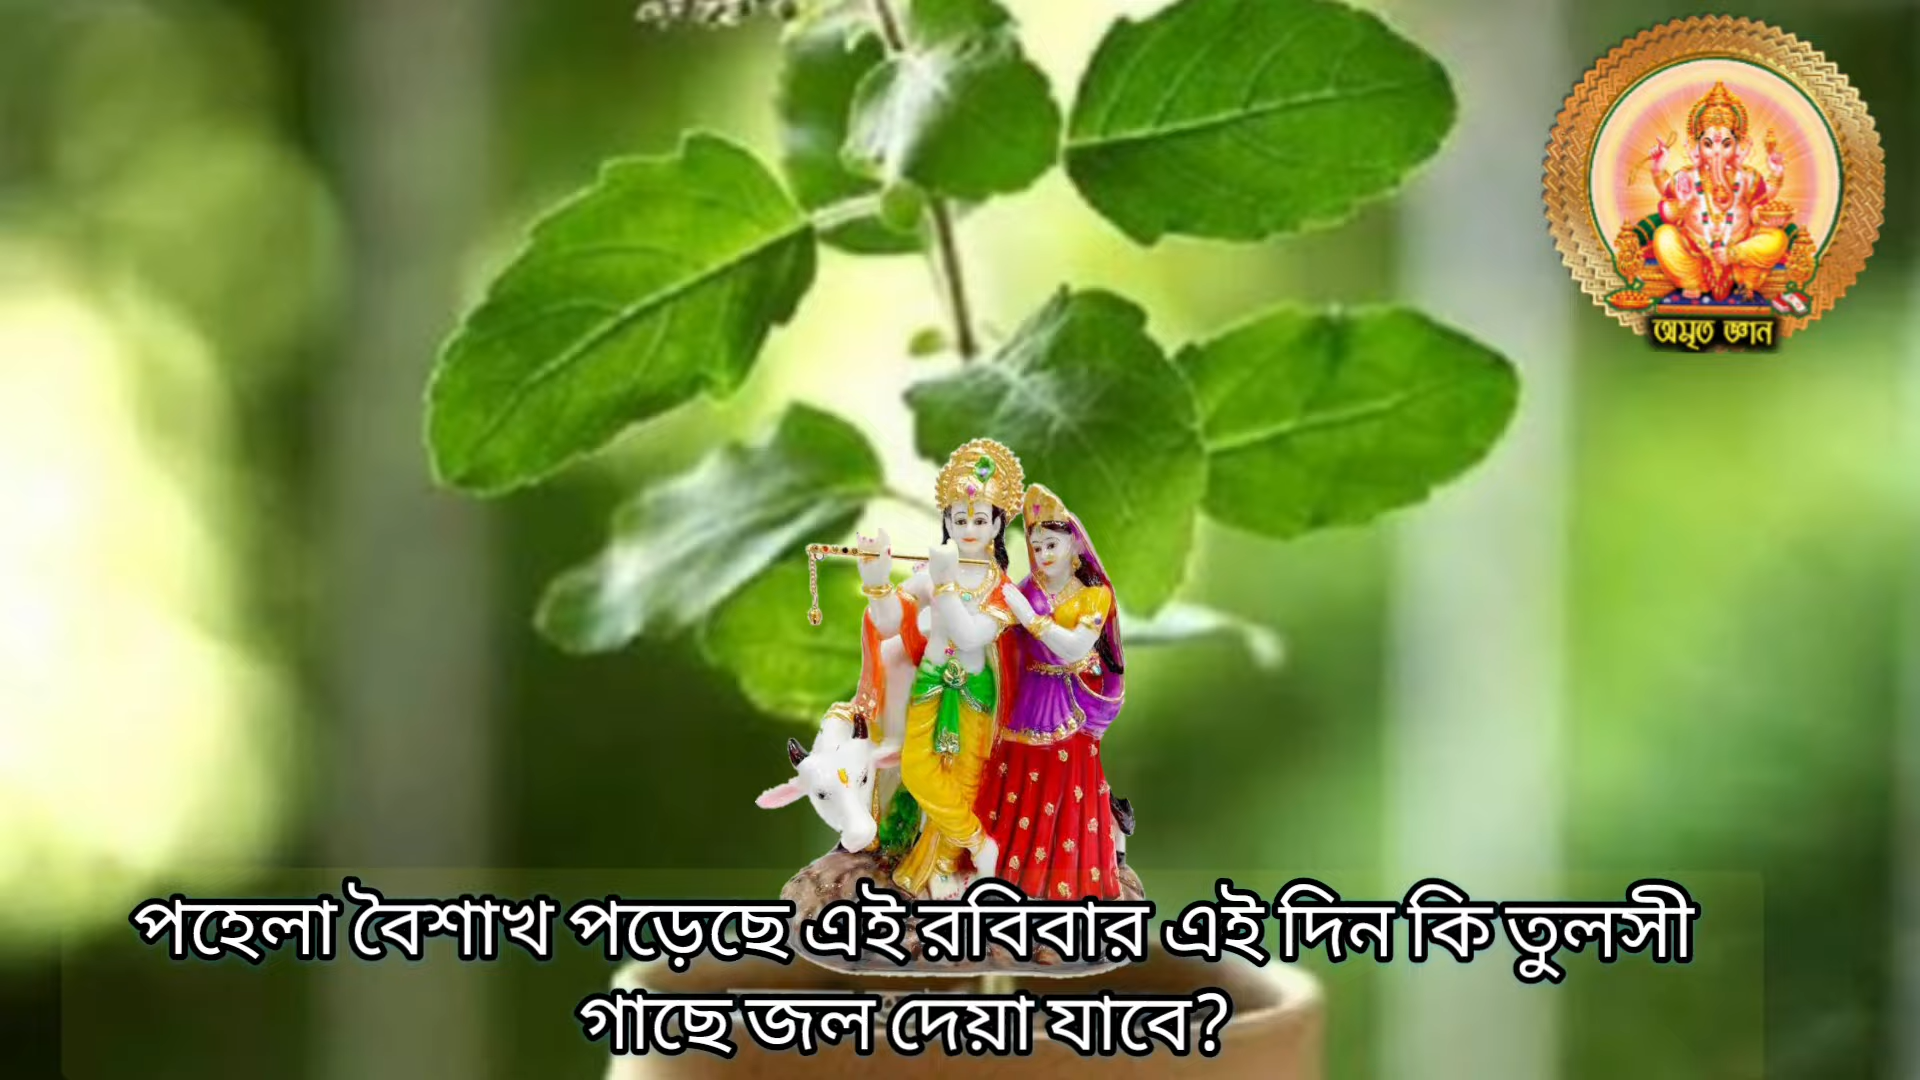 অমৃত জ্ঞান
পহেলা বৈশাখ পড়েছে এই রবিবার এই দিন কি তুলসী
গাছে জল দেয়া যাবে?